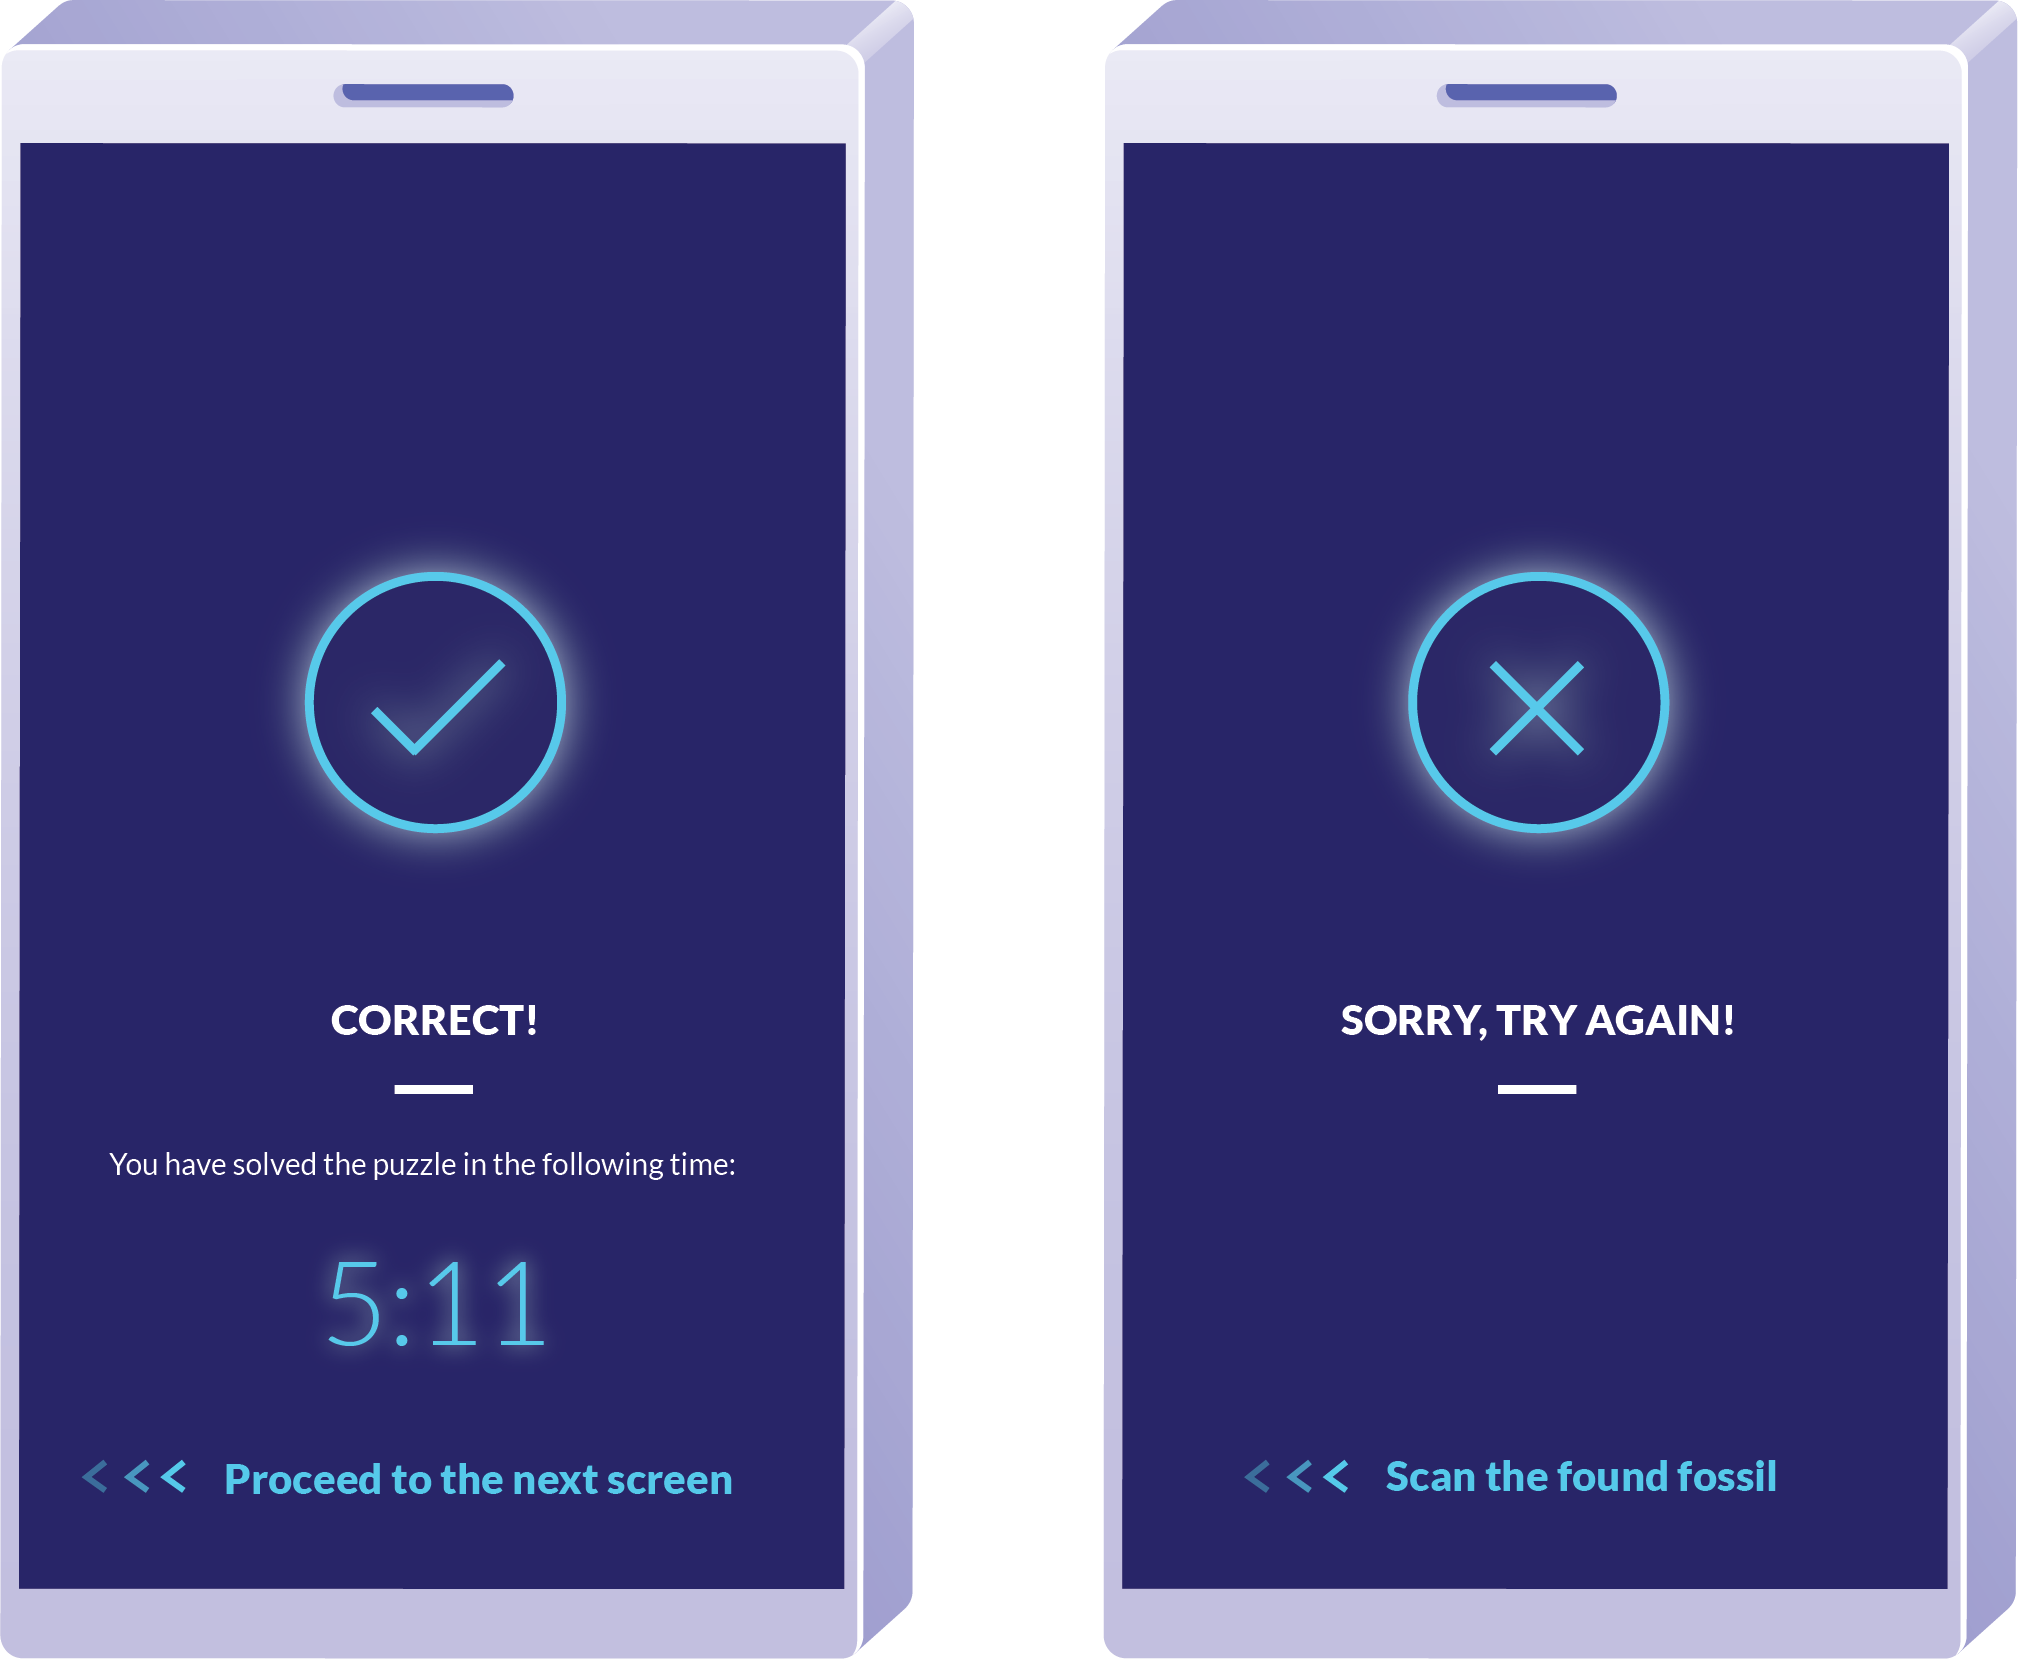 CORRECT!
You have solved the puzzle in the following time:
5:11
Proceed to the next screen
SORRY, TRY AGAIN!
Scan the found fossil